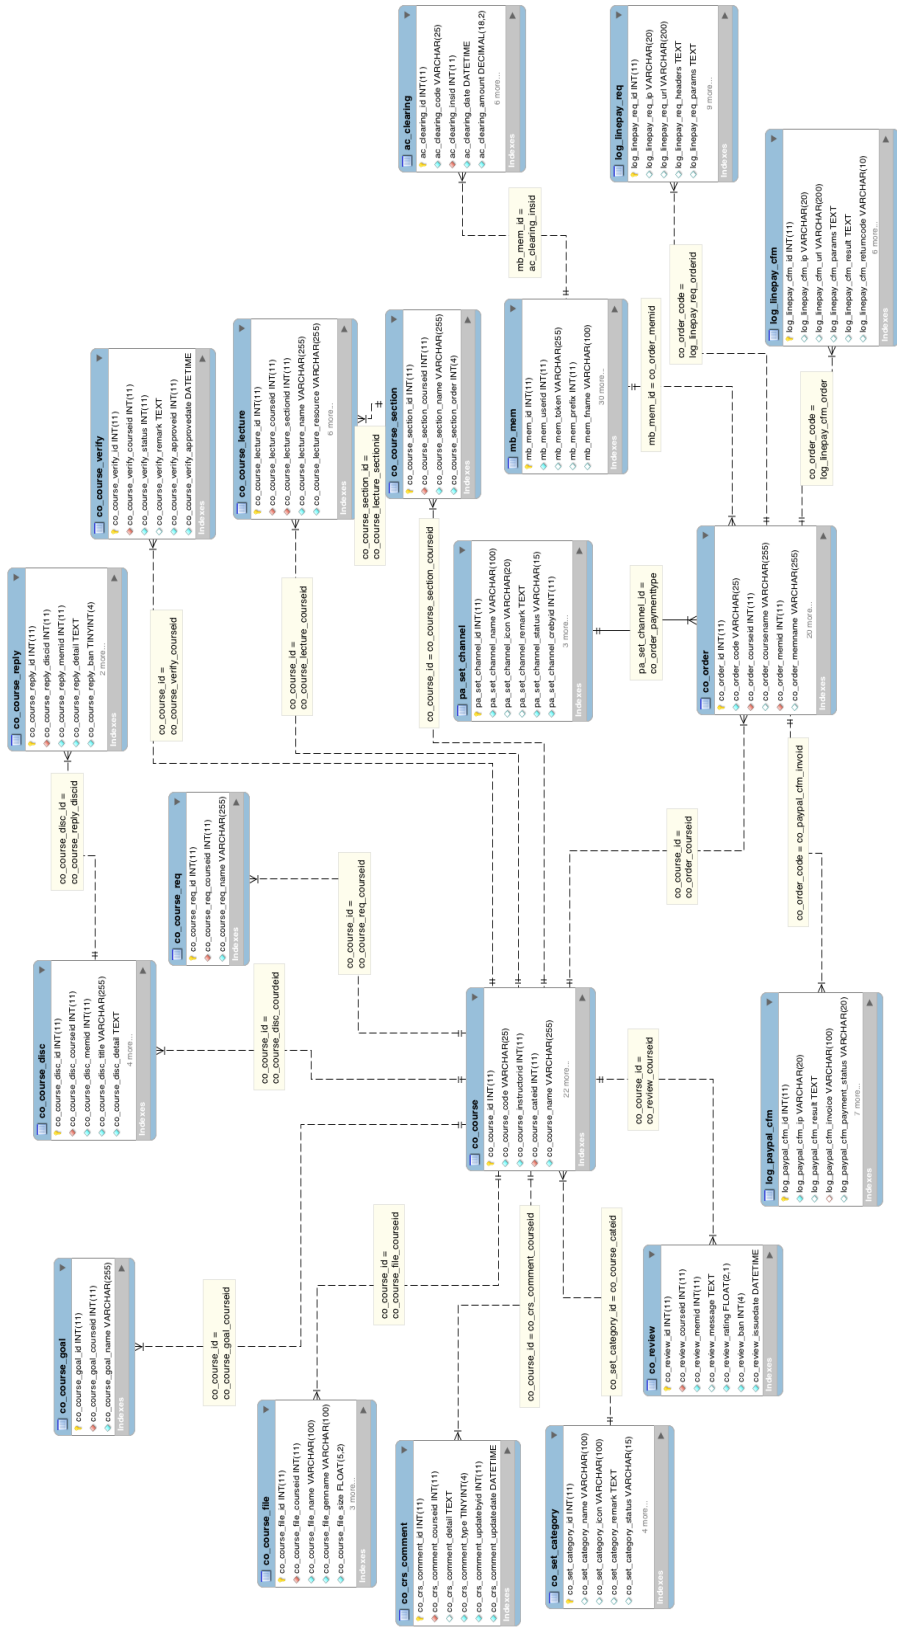 co_course_goal
co_course_goal_id INT(11)
co_course_goal_courseid INT(11)
co_course_goal_name VARCHAR(255)
Indexes
co_course_disc
co_course_disc_id INT(11)
co_course_disc_courseid INT(11)
co_course_disc_memid INT(11)
co_course_disc_title VARCHAR(255)
co_course_disc_detail TEXT
4 more...
Indexes
co_course_disc_id =
co_course_reply_discid
co_course_reply
co_course_reply_id INT(11)
co_course_reply_discid INT(11)
co_course_reply_memid INT(11)
co_course_reply_detail TEXT
co_course_reply_ban TINYINT(4)
2 more...
Indexes
co_course_verify
co_course_verify_id INT(11)
co_course_verify_courseid INT(11)
co_course_verify_status INT(11)
co_course_verify_remark TEXT
co_course_verify_approveid INT(11)
co_course_verify_approvedate DATETIME
Indexes
co_course_id =
co_course_verify_courseid
co_course_req
co_course_req_id INT(11)
co_course_req_courseid INT(11)
co_course_req_name VARCHAR(255)
Indexes
co_course_id =
co_course_goal_courseid
co_course_id =
co_course_disc_courdeid
co_course_file
co_course_file_id INT(11)
co_course_file_courseid INT(11)
co_course_file_name VARCHAR(100)
co_course_file_genname VARCHAR(100)
co_course_file_size FLOAT(5,2)
3 more...
Indexes
co_course_lecture
co_course_lecture_id INT(11)
co_course_lecture_courseid INT(11)
co_course_lecture_sectionid INT(11)
co_course_lecture_name VARCHAR(255)
co_course_lecture_resource VARCHAR(255)
6 more...
Indexes
co_course_id =
co_course_lecture_courseid
co_course_id =
co_course_req_courseid
co_course_section_id =
co_course_lecture_sectionid
co_course_id =
co_course_file_courseid
co_course_section
co_course_section_id INT(11)
co_course_section_courseid INT(11)
co_course_section_name VARCHAR(255)
co_course_section_order INT(4)
Indexes
ac_clearing
ac_clearing_id INT(11)
ac_clearing_code VARCHAR(25)
ac_clearing_insid INT(11)
ac_clearing_date DATETIME
ac_clearing_amount DECIMAL(18,2)
6 more...
Indexes
co_crs_comment
co_crs_comment_id INT(11)
co_crs_comment_courseid INT(11)
co_crs_comment_detail TEXT
co_crs_comment_type TINYINT(4)
co_crs_comment_updatebyid INT(11)
co_crs_comment_updatedate DATETIME
Indexes
co_course_id = co_course_section_courseid
pa_set_channel
pa_set_channel_id INT(11)
pa_set_channel_name VARCHAR(100)
pa_set_channel_icon VARCHAR(20)
pa_set_channel_remark TEXT
pa_set_channel_status VARCHAR(15)
pa_set_channel_crebyid INT(11)
3 more...
Indexes
co_course
co_course_id INT(11)
co_course_code VARCHAR(25)
co_course_instructorid INT(11)
co_course_cateid INT(11)
co_course_name VARCHAR(255)
22 more...
Indexes
mb_mem_id =
ac_clearing_insid
mb_mem
mb_mem_id INT(11)
mb_mem_userid INT(11)
mb_mem_token VARCHAR(255)
mb_mem_prefix INT(11)
mb_mem_fname VARCHAR(100)
30 more...
Indexes
co_course_id = co_crs_comment_courseid
co_set_category
co_set_category_id INT(11)
co_set_category_name VARCHAR(100)
co_set_category_icon VARCHAR(100)
co_set_category_remark TEXT
co_set_category_status VARCHAR(15)
4 more...
Indexes
co_set_category_id = co_course_cateid
co_course_id =
co_review_courseid
pa_set_channel_id =
co_order_paymenttype
mb_mem_id = co_order_memid
log_linepay_req
log_linepay_req_id INT(11)
log_linepay_req_ip VARCHAR(20)
log_linepay_req_url VARCHAR(200)
log_linepay_req_headers TEXT
log_linepay_req_params TEXT
9 more...
Indexes
co_review
co_review_id INT(11)
co_review_courseid INT(11)
co_review_memid INT(11)
co_review_message TEXT
co_review_rating FLOAT(2,1)
co_review_ban INT(4)
co_review_issuedate DATETIME
Indexes
co_course_id =
co_order_courseid
co_order_code =
log_linepay_req_orderid
co_order
co_order_id INT(11)
co_order_code VARCHAR(25)
co_order_courseid INT(11)
co_order_coursename VARCHAR(255)
co_order_memid INT(11)
co_order_memname VARCHAR(255)
20 more...
Indexes
log_paypal_cfm
log_paypal_cfm_id INT(11)
log_paypal_cfm_ip VARCHAR(20)
log_paypal_cfm_result TEXT
log_paypal_cfm_invoice VARCHAR(100)
log_paypal_cfm_payment_status VARCHAR(20)
7 more...
Indexes
co_order_code = co_paypal_cfm_invoid
co_order_code =
log_linepay_cfm_order
log_linepay_cfm
log_linepay_cfm_id INT(11)
log_linepay_cfm_ip VARCHAR(20)
log_linepay_cfm_url VARCHAR(200)
log_linepay_cfm_params TEXT
log_linepay_cfm_result TEXT
log_linepay_cfm_returncode VARCHAR(10)
6 more...
Indexes